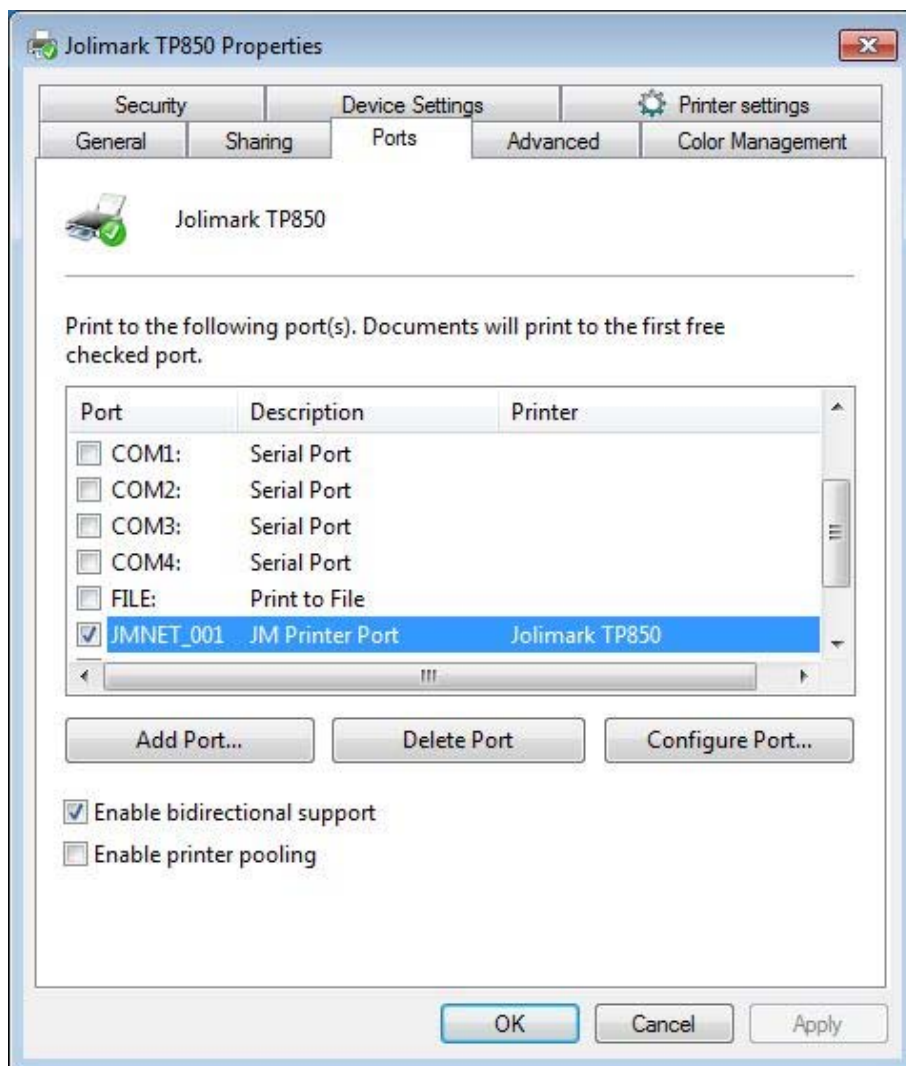 Jolimark TP850 Properties
Security Device Settings Printer settings
General Sharing Ports Advanced Color Management
Jolimark TP850
Print to the following port(s). Documents will print to the first free
checked port.
Port Description Printer
COM1: Serial Port
COM2: Serial Port
COM3: Serial Port
COM4: Serial Port
FILE: Print to File
JMNET_001 JM Printer Port Jolimark TP850
Add Port... Delete Port Configure Port...
Enable bidirectional support
Enable printer pooling
OK Cancel Apply